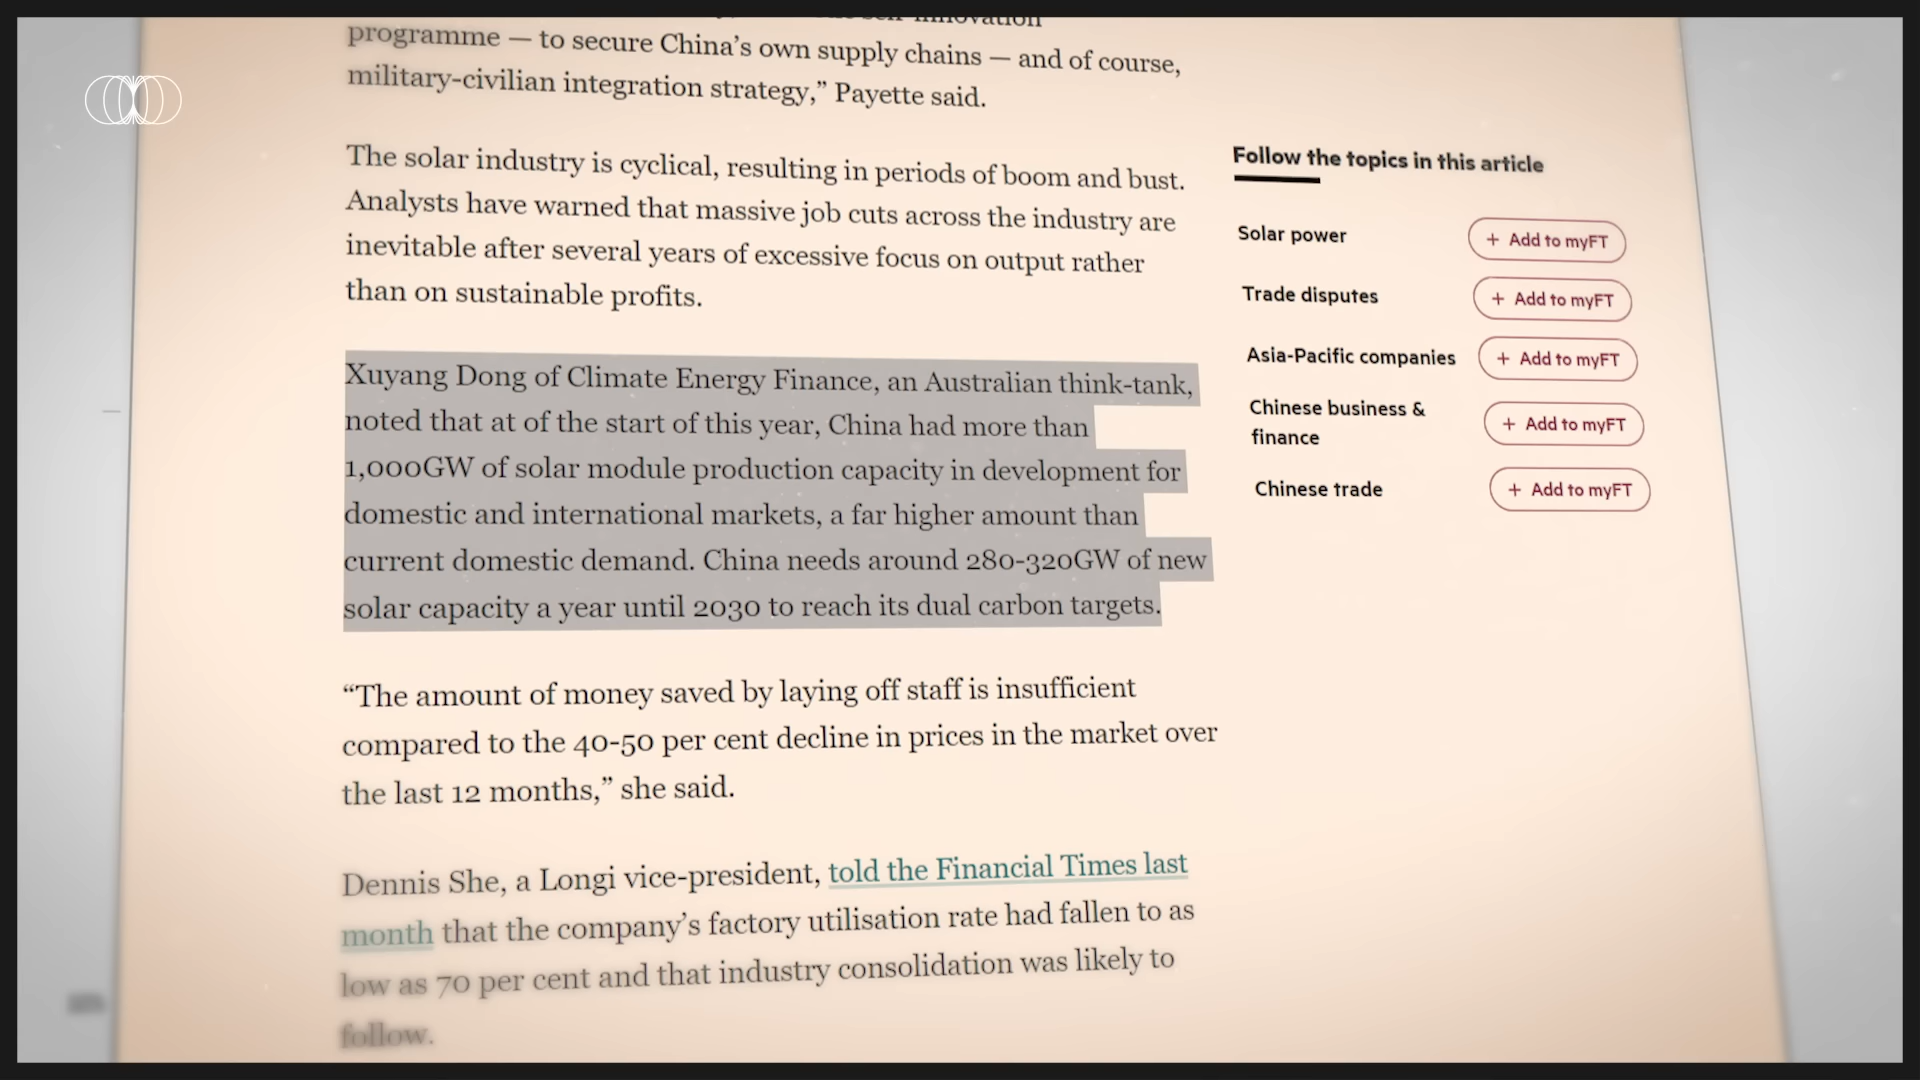 self-innovation
programme — to secure China’s own supply chains — and of course,
military-civilian integration strategy,” Payette said.
The solar industry is cyclical, resulting in periods of boom and bust.
Analysts have warned that massive job cuts across the industry are
inevitable after several years of excessive focus on output rather
than on sustainable profits.
Xuyang Dong of Climate Energy Finance, an Australian think-tank,
noted that at of the start of this year, China had more than
1,000GW of solar module production capacity in development for
domestic and international markets, a far higher amount than
current domestic demand. China needs around 280-320GW of new
solar capacity a year until 2030 to reach its dual carbon targets.
“The amount of money saved by laying off staff is insufficient
compared to the 40-50 per cent decline in prices in the market over
the last 12 months,” she said.
Dennis She, a Longi vice-president, told the Financial Times last
month that the company’s factory utilisation rate had fallen to as
low as 70 per cent and that industry consolidation was likely to
follow.
Follow the topics in this article
Solar power + Add to myFT
Trade disputes + Add to myFT
Asia-Pacific companies + Add to myFT
Chinese business &
finance + Add to myFT
Chinese trade + Add to myFT